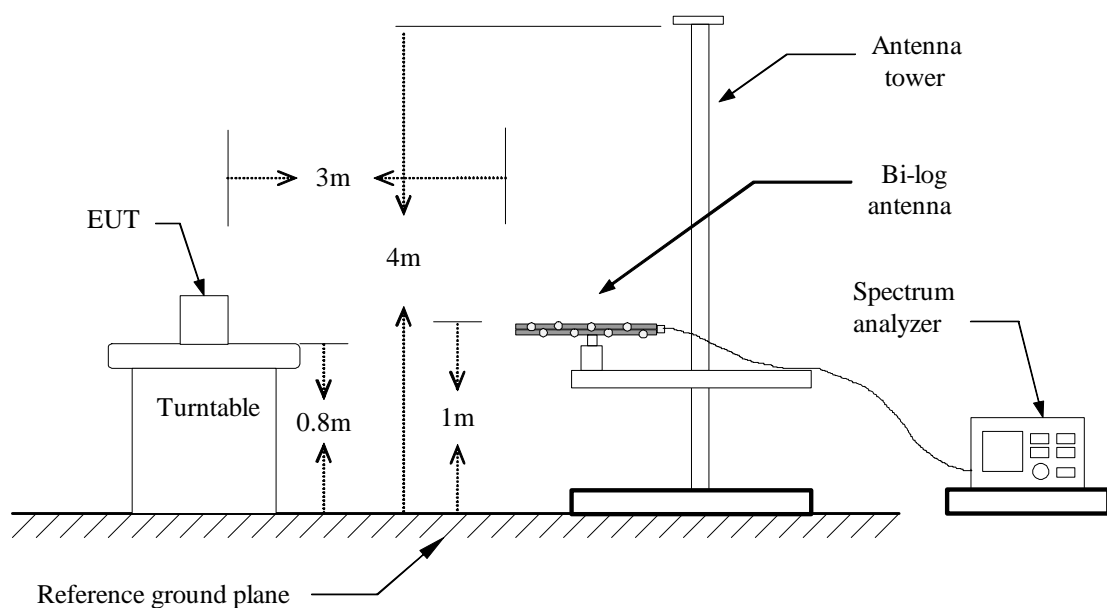 Antenna
tower
3m
Bi-log
antenna
EUT
4m
Spectrum
analyzer
Turntable
0.8m
1m
Reference ground plane